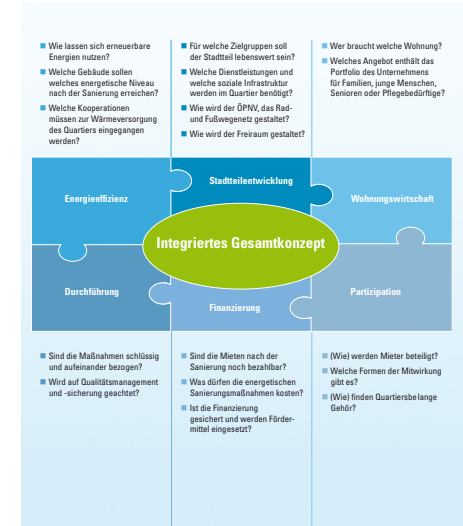 ■ Wie lassen sich erneuerbare
Energien nutzen?
■ Welche Gebäude sollen
welches energetische Niveau
nach der Sanierung erreichen?
■ Welche Kooperationen
müssen zur Wärmeversorgung
des Quartiers eingegangen
werden?
■ Für welche Zielgruppen soll
der Stadtteil lebenswert sein?
■ Welche Dienstleistungen und
welche soziale Infrastruktur
werden im Quartier benötigt?
■ Wie wird der ÖPNV, das Rad-
und Fußwegenetz gestaltet?
■ Wie wird der Freiraum gestaltet?
■ Wer braucht welche Wohnung?
■ Welches Angebot enthält das
Portfolio des Unternehmens
für Familien, junge Menschen,
Senioren oder Pflegebedürftige?
Energieeffizienz
Stadtteilentwicklung
Wohnungswirtschaft
Integriertes Gesamtkonzept
Durchführung
Finanzierung
Partizipation
■ Sind die Maßnahmen schlüssig
und aufeinander bezogen?
■ Wird auf Qualitätsmanagement
und -sicherung geachtet?
■ Sind die Mieten nach der
Sanierung noch bezahlbar?
■ Was dürfen die energetischen
Sanierungsmaßnahmen kosten?
■ Ist die Finanzierung
gesichert und werden Förder-
mittel eingesetzt?
■ (Wie) werden Mieter beteiligt?
■ Welche Formen der Mitwirkung
gibt es?
■ (Wie) finden Quartiersbelange
Gehör?